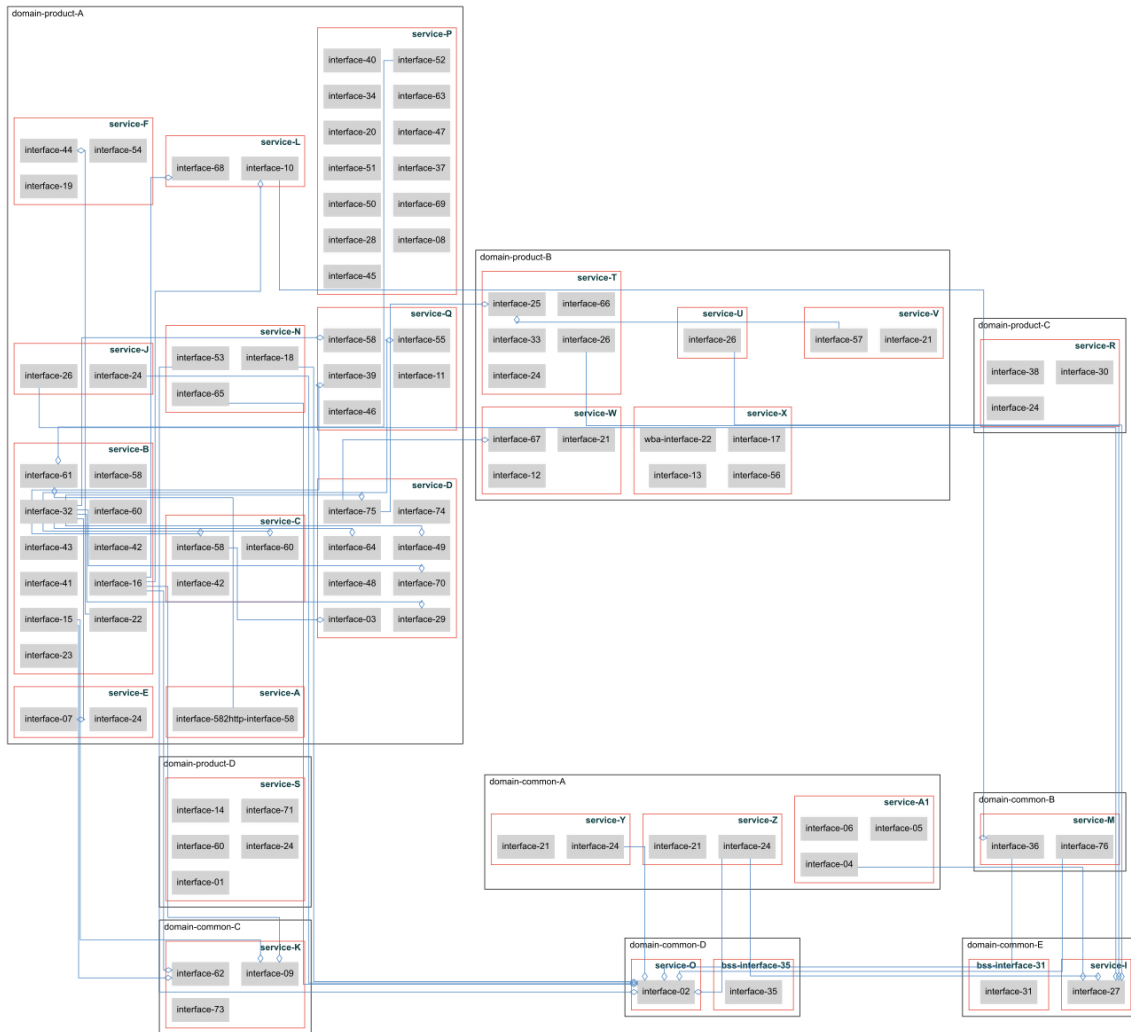 domain-product-A
service-P
interface-40 interface-52
interface-34 interface-63
interface-20 interface-47
interface-51 interface-37
interface-50 interface-69
interface-28 interface-08
interface-45
service-F
interface-44 interface-54
interface-19
service-L
interface-68 interface-10
service-Q
interface-58 interface-55
interface-39 interface-11
interface-46
service-N
interface-53 interface-18
interface-65
service-J
interface-26 interface-24
service-B
interface-61 interface-58
interface-32 interface-60
interface-43 interface-42
interface-41 interface-16
interface-15 interface-22
interface-23
service-C
interface-58 interface-60
interface-42
service-D
interface-75 interface-74
interface-64 interface-49
interface-48 interface-70
interface-03 interface-29
service-E
interface-07 interface-24
service-A
interface-582http-interface-58
domain-product-B
service-T
interface-25 interface-66
interface-33 interface-26
interface-24
service-U
interface-26
service-V
interface-57 interface-21
service-W
interface-67 interface-21
interface-12
service-X
wba-interface-22 interface-17
interface-13 interface-56
domain-product-C
service-R
interface-38 interface-30
interface-24
domain-product-D
service-S
interface-14 interface-71
interface-60 interface-24
interface-01
domain-common-A
service-Y
interface-21 interface-24
service-Z
interface-21 interface-24
service-A1
interface-06 interface-05
interface-04
domain-common-B
service-M
interface-36 interface-76
domain-common-C
service-K
interface-62 interface-09
interface-73
domain-common-D
service-O
interface-02
bss-interface-35
interface-35
domain-common-E
bss-interface-31
interface-31
service-I
interface-27